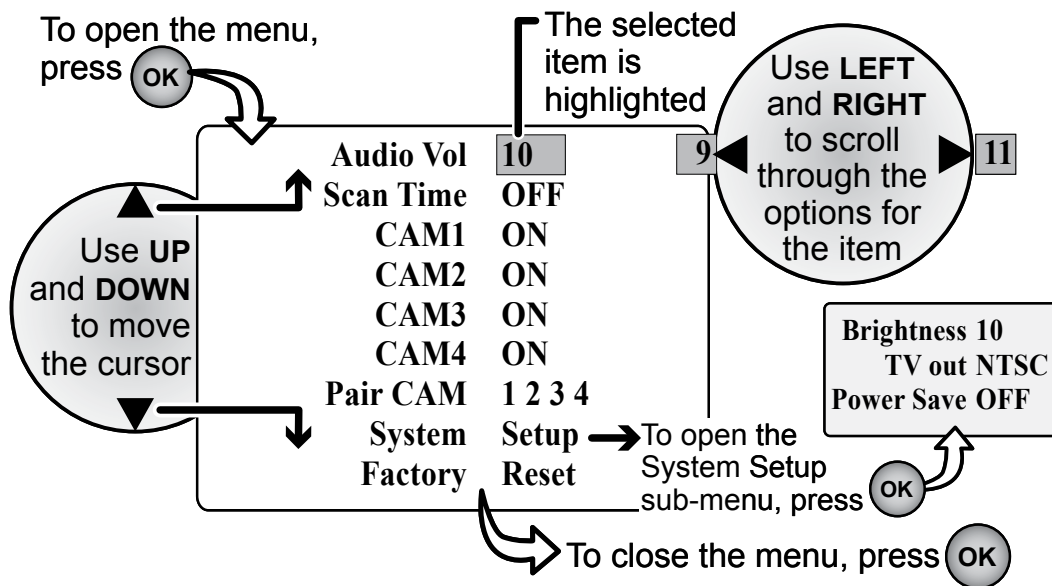 To open the menu,
press OK
The selected
item is
highlighted
Use LEFT
and RIGHT
to scroll
through the
options for
the item
9
11
Use UP
and DOWN
to move
the cursor
Audio Vol 10
Scan Time OFF
CAM1 ON
CAM2 ON
CAM3 ON
CAM4 ON
Pair CAM 1 2 3 4
System Setup
Factory Reset
To open the
System Setup
sub-menu, press OK
Brightness 10
TV out NTSC
Power Save OFF
To close the menu, press OK